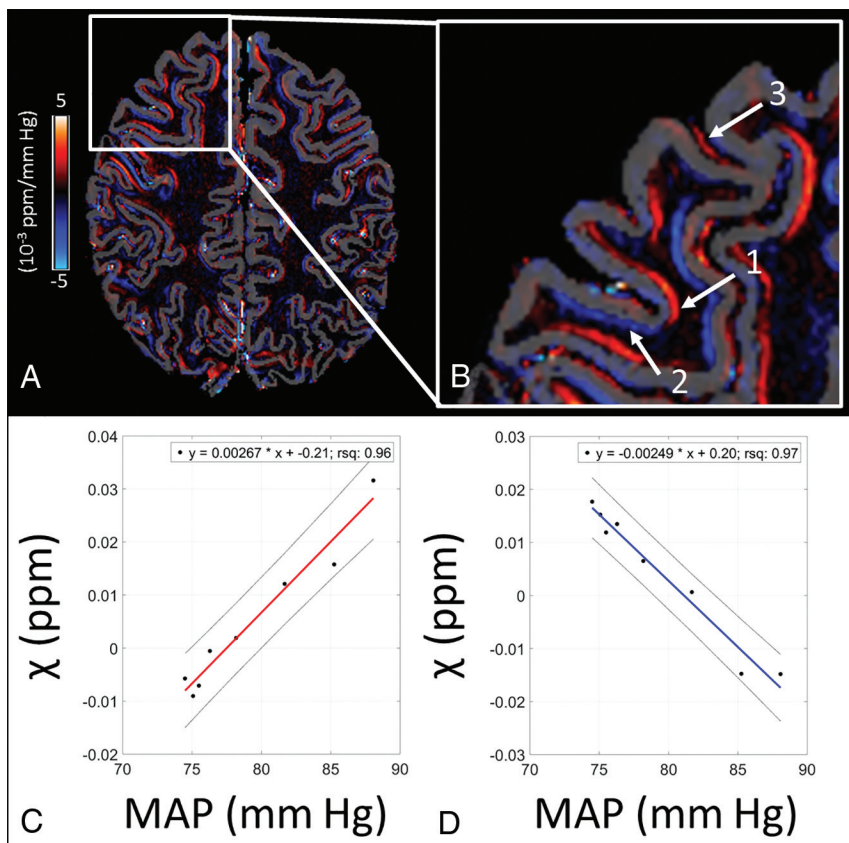 5
(10⁻³ ppm/mm Hg)
-5
A
3
1
2
B
y = 0.00267 * x + -0.21; rsq: 0.96
0.04
0.03
0.02
0.01
0
-0.01
-0.02
χ (ppm)
70 75 80 85 90
MAP (mm Hg)
C
y = -0.00249 * x + 0.20; rsq: 0.97
0.03
0.02
0.01
0
-0.01
-0.02
-0.03
χ (ppm)
70 75 80 85 90
MAP (mm Hg)
D